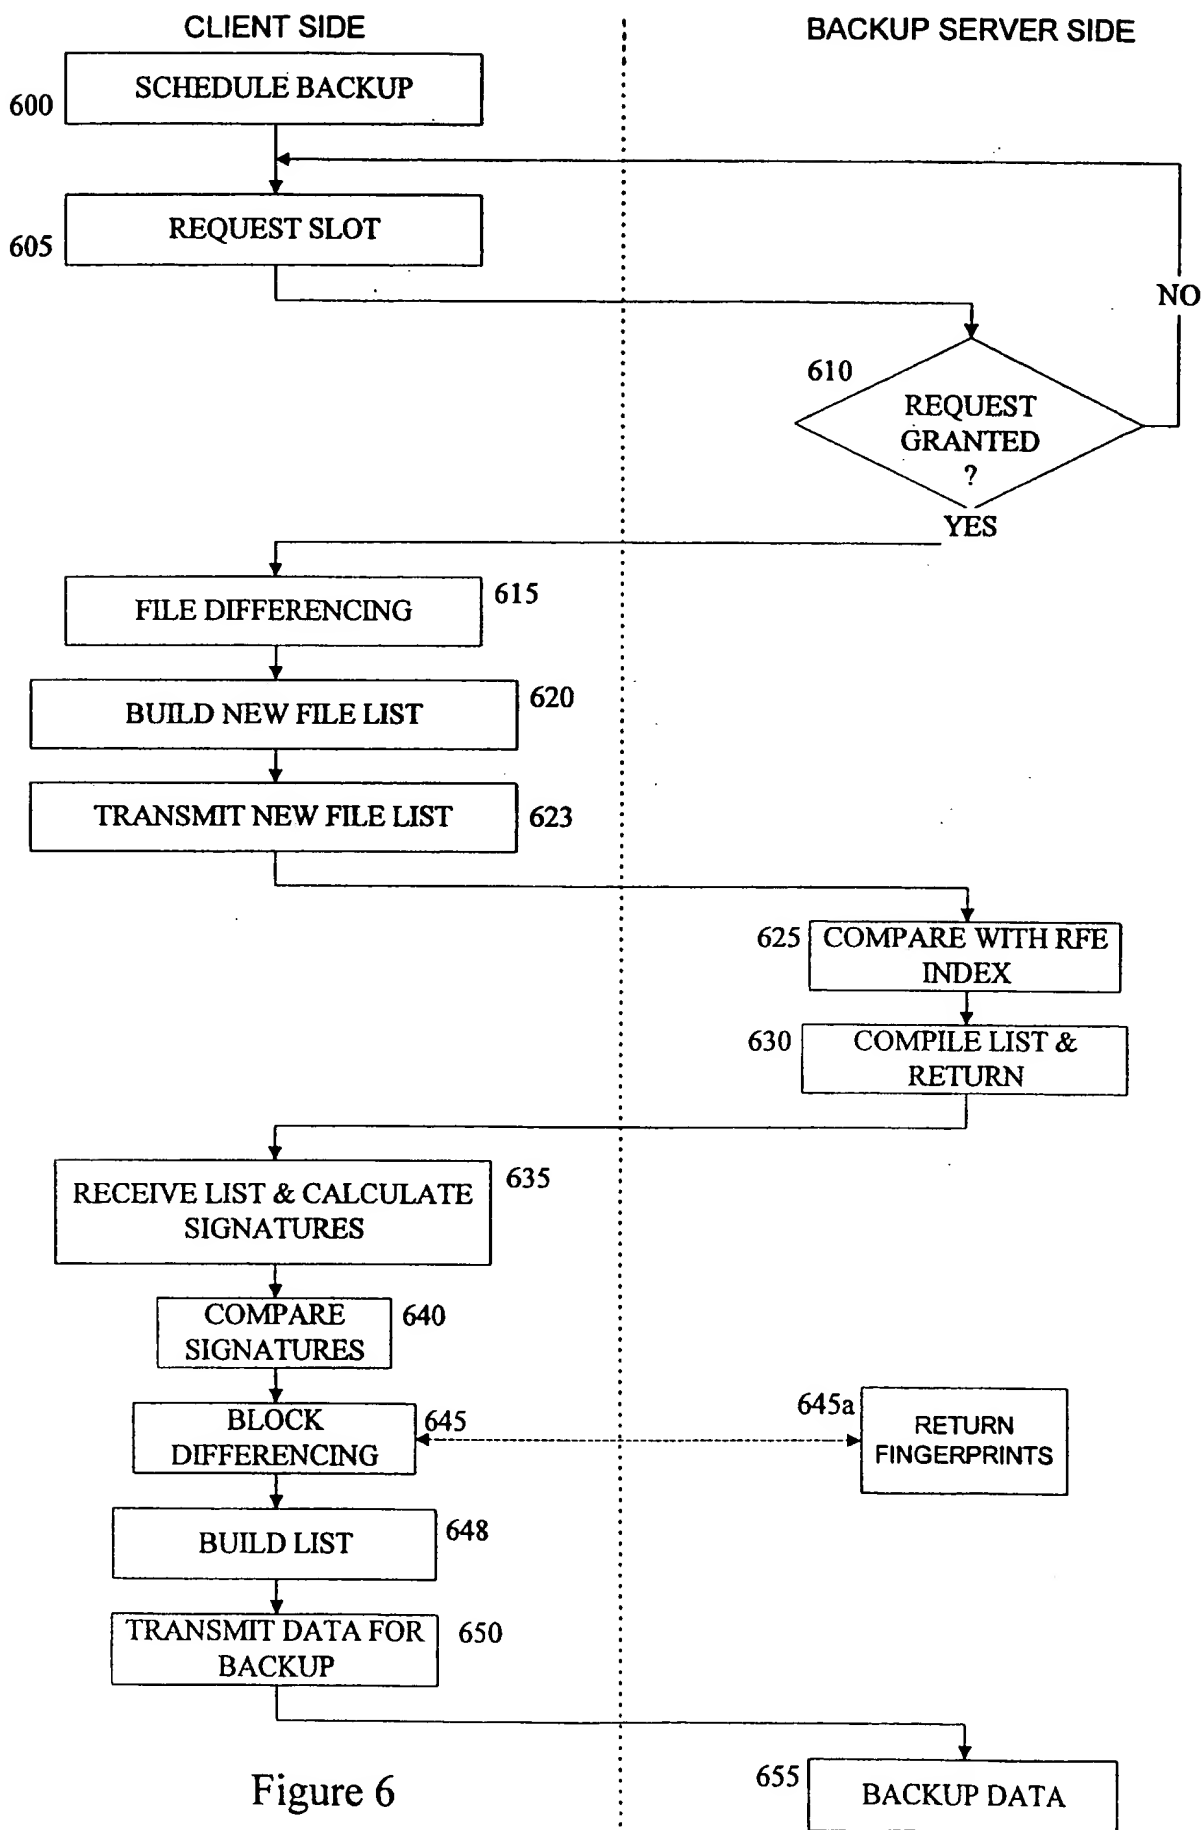 CLIENT SIDE
BACKUP SERVER SIDE
SCHEDULE BACKUP
600
REQUEST SLOT
605
NO
610
REQUEST
GRANTED
?
YES
FILE DIFFERENCING
615
BUILD NEW FILE LIST
620
TRANSMIT NEW FILE LIST
623
625
COMPARE WITH RFE
INDEX
630
COMPILE LIST &
RETURN
RECEIVE LIST & CALCULATE
SIGNATURES
635
COMPARE
SIGNATURES
640
BLOCK
DIFFERENCING
645
645a
RETURN
FINGERPRINTS
BUILD LIST
648
TRANSMIT DATA FOR
BACKUP
650
655
BACKUP DATA
Figure 6